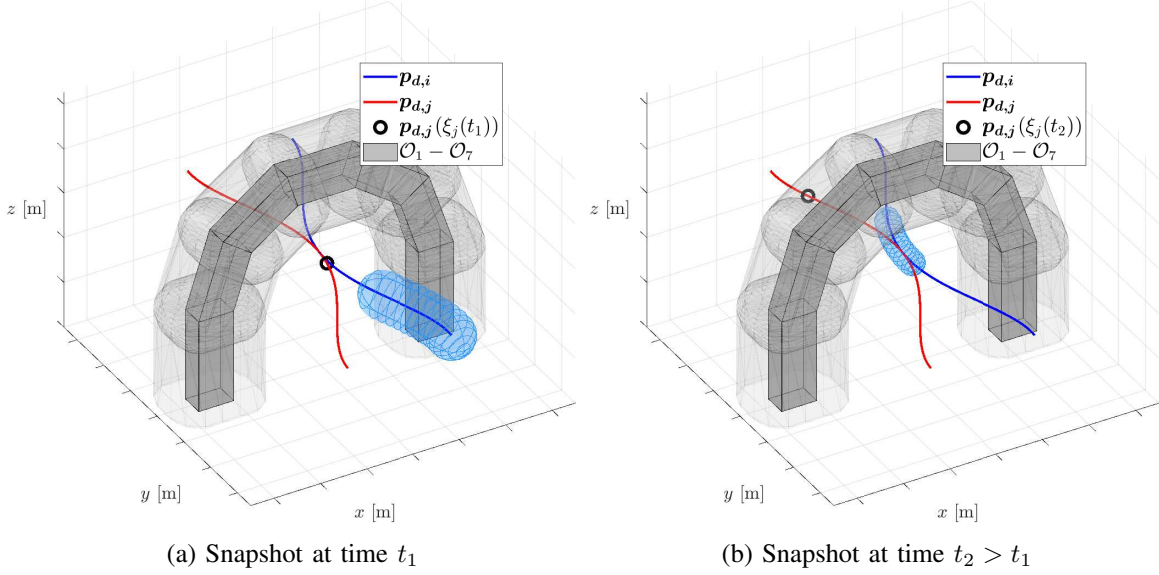 p_{d,i}
p_{d,j}
p_{d,j}(ξ_j(t_1))
O_1 − O_7
z [m]
y [m]
x [m]
(a) Snapshot at time t_1
p_{d,i}
p_{d,j}
p_{d,j}(ξ_j(t_2))
O_1 − O_7
z [m]
y [m]
x [m]
(b) Snapshot at time t_2 > t_1